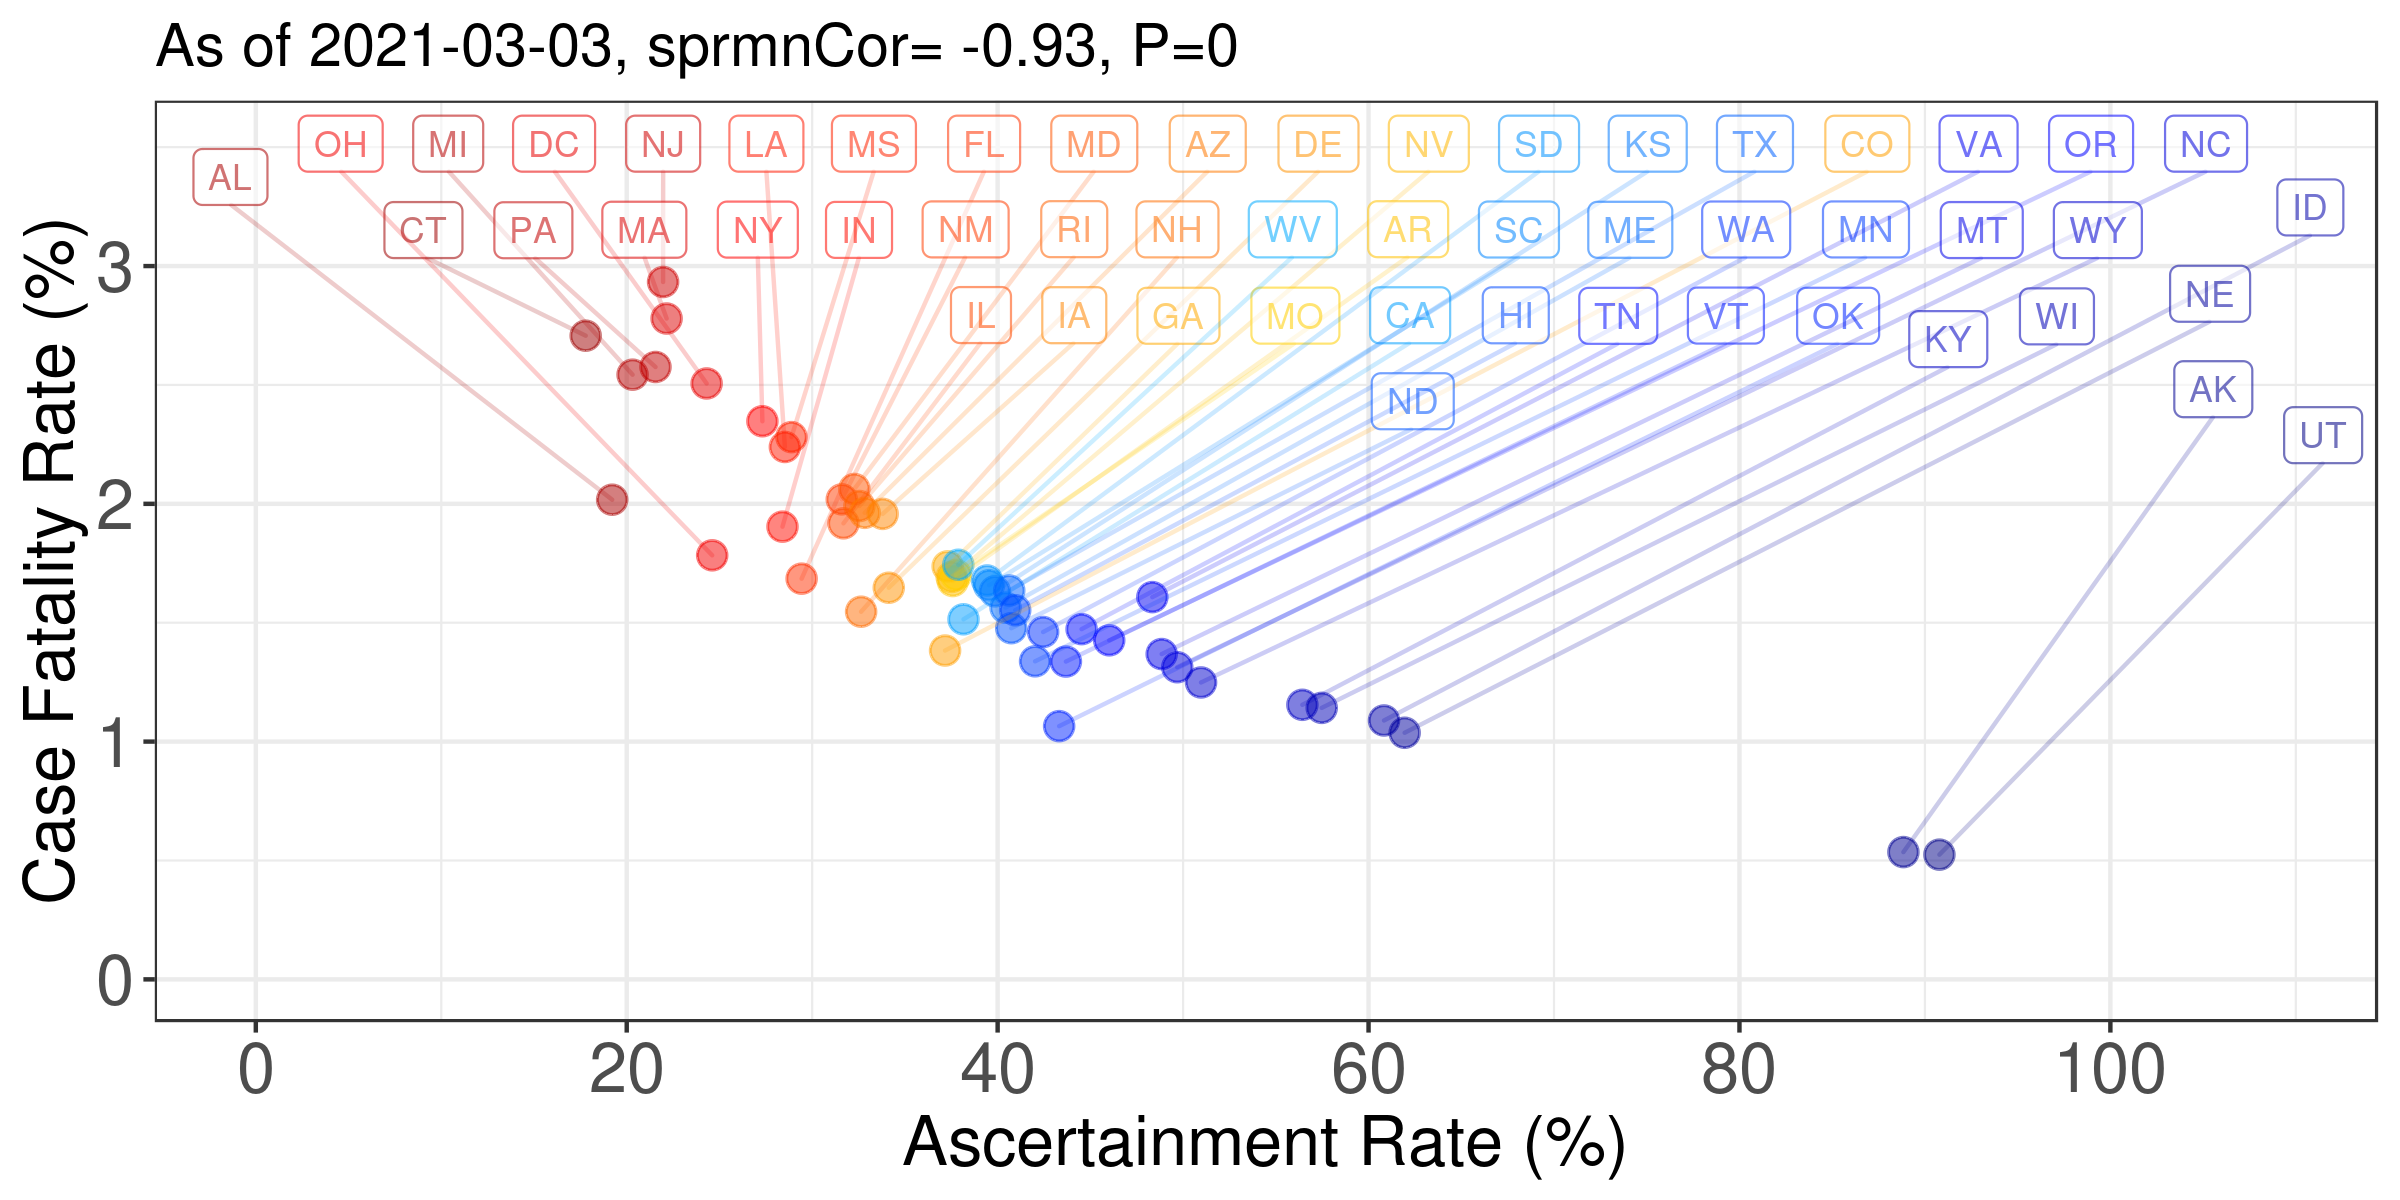 As of 2021-03-03, sprmnCor= -0.93, P=0
OH MI DC NJ LA MS FL MD AZ DE NV SD KS TX CO VA OR NC
AL
ID
CT PA MA NY IN NM RI NH WV AR SC ME WA MN MT WY
NE
IL IA GA MO CA HI TN VT OK WI
KY
AK
ND
UT
Case Fatality Rate (%)
3
2
1
0
0 20 40 60 80 100
Ascertainment Rate (%)